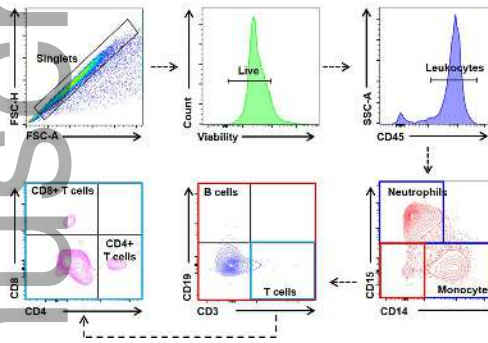 Singlets
FSC-H
FSC-A
Live
Count
Viability
Leukocytes
SSC-A
CD45
CD8+ T cells
CD4+
T cells
CD8
CD4
B cells
T cells
CD19
CD3
Neutrophils
Monocyte
CD15
CD14